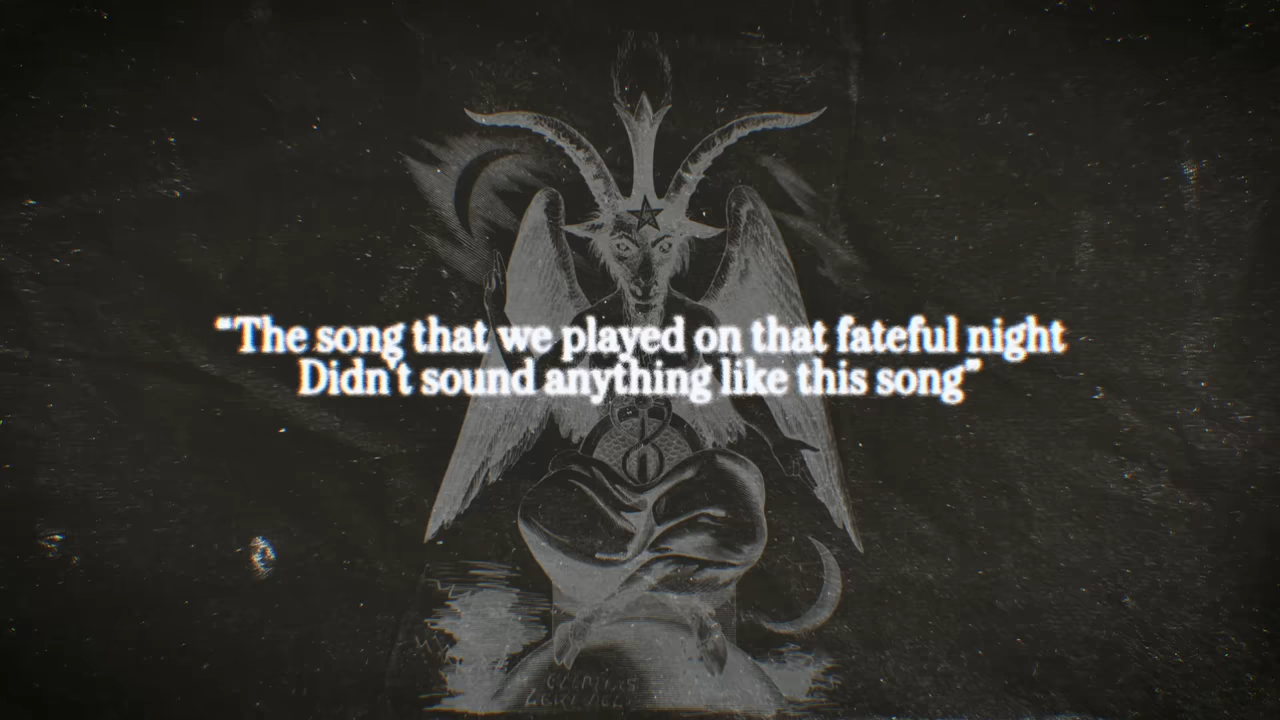 “The song that we played on that fateful night
Didn't sound anything like this song”